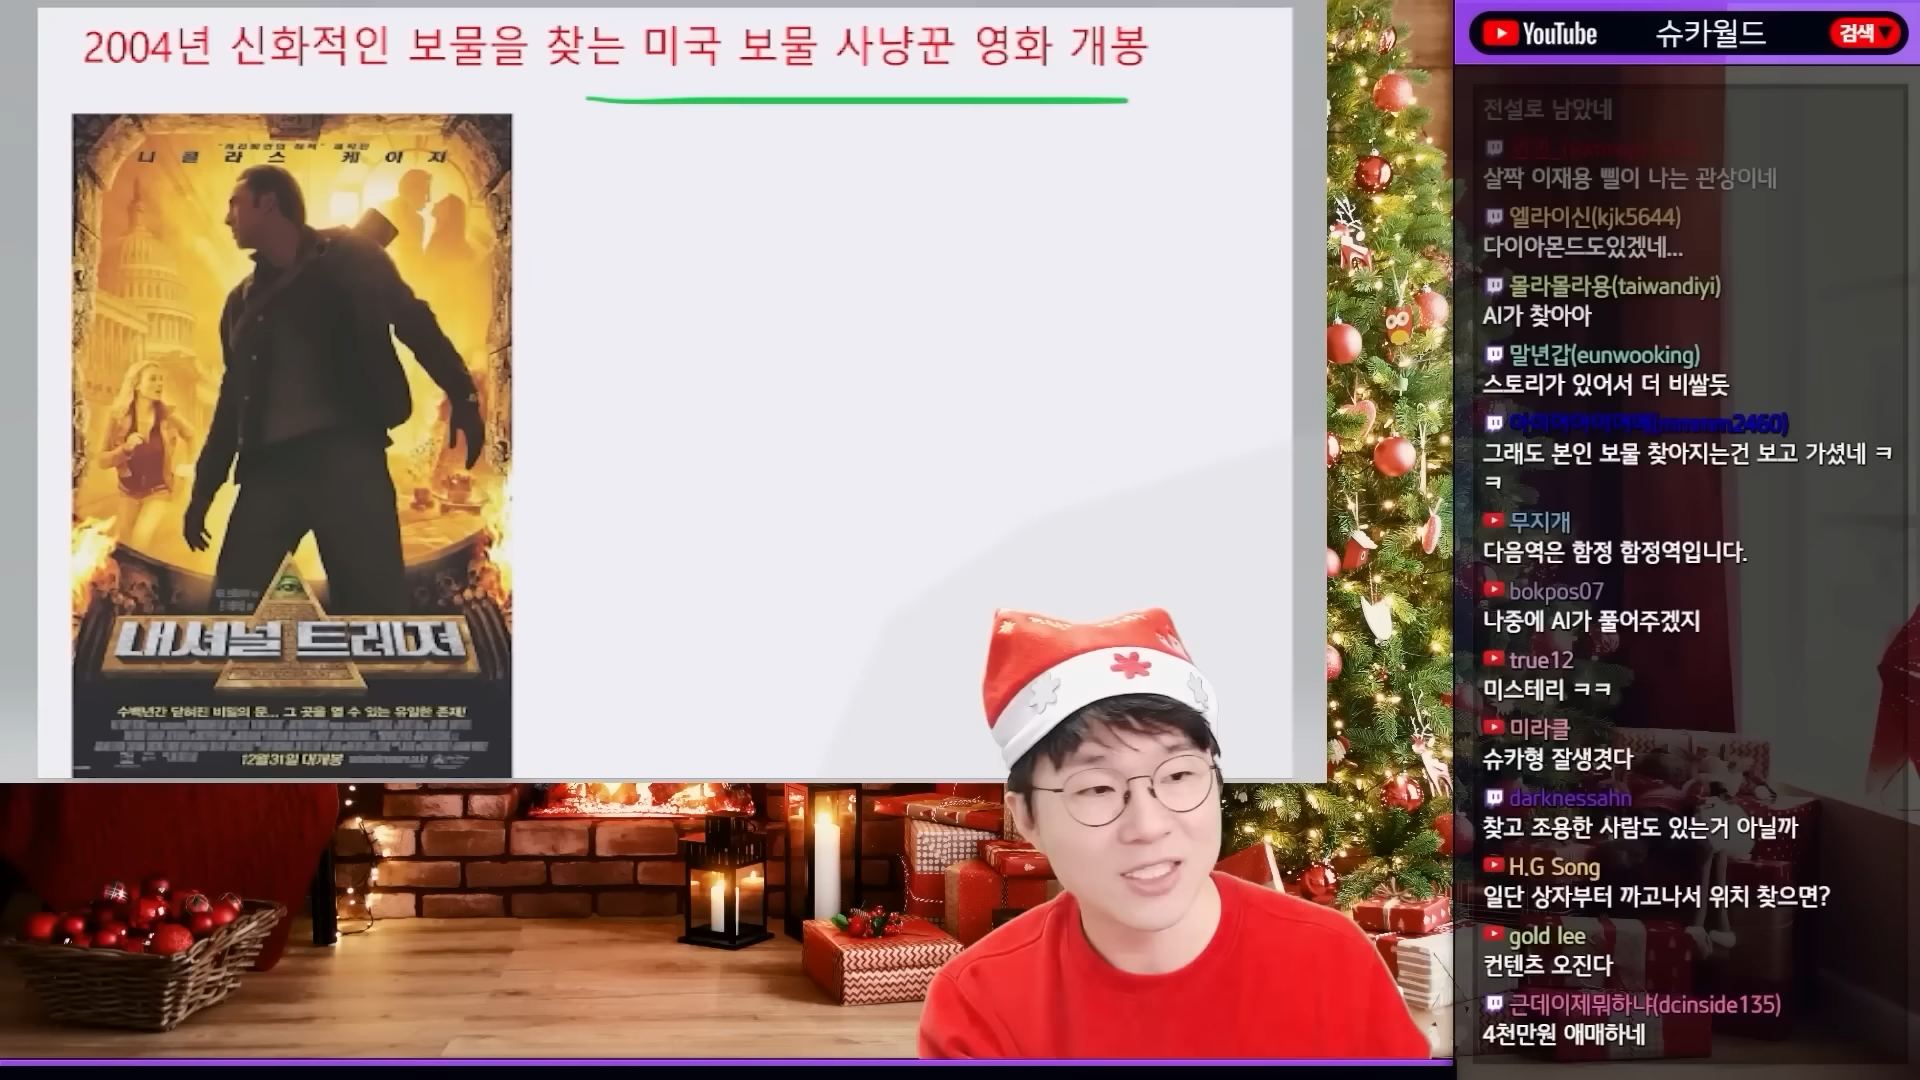 2004년 신화적인 보물을 찾는 미국 보물 사냥꾼 영화 개봉
니 콜 라 스 케 이 지
내셔널 트레져
수백년간 닫혀진 비밀의 문... 그 곳을 열 수 있는 유일한 존재!
12월31일 대개봉
YouTube 슈카월드 검색
전설로 남았네
살짝 이재용 삘이 나는 관상이네
엘라이신(kjk5644)
다이아몬드도있겠네...
몰라몰라용(taiwandiyi)
AI가 찾아아
말년갑(eunwooking)
스토리가 있어서 더 비쌀듯
그래도 본인 보물 찾아지는건 보고 가셨네 ㅋ
ㅋ
무지개
다음역은 함정 함정역입니다.
bokpos07
나중에 AI가 풀어주겠지
true12
미스테리 ㅋㅋ
미라클
슈카형 잘생겻다
darknessahn
찾고 조용한 사람도 있는거 아닐까
H.G Song
일단 상자부터 까고나서 위치 찾으면?
gold lee
컨텐츠 오진다
근데이제뭐하냐(dcinside135)
4천만원 애매하네